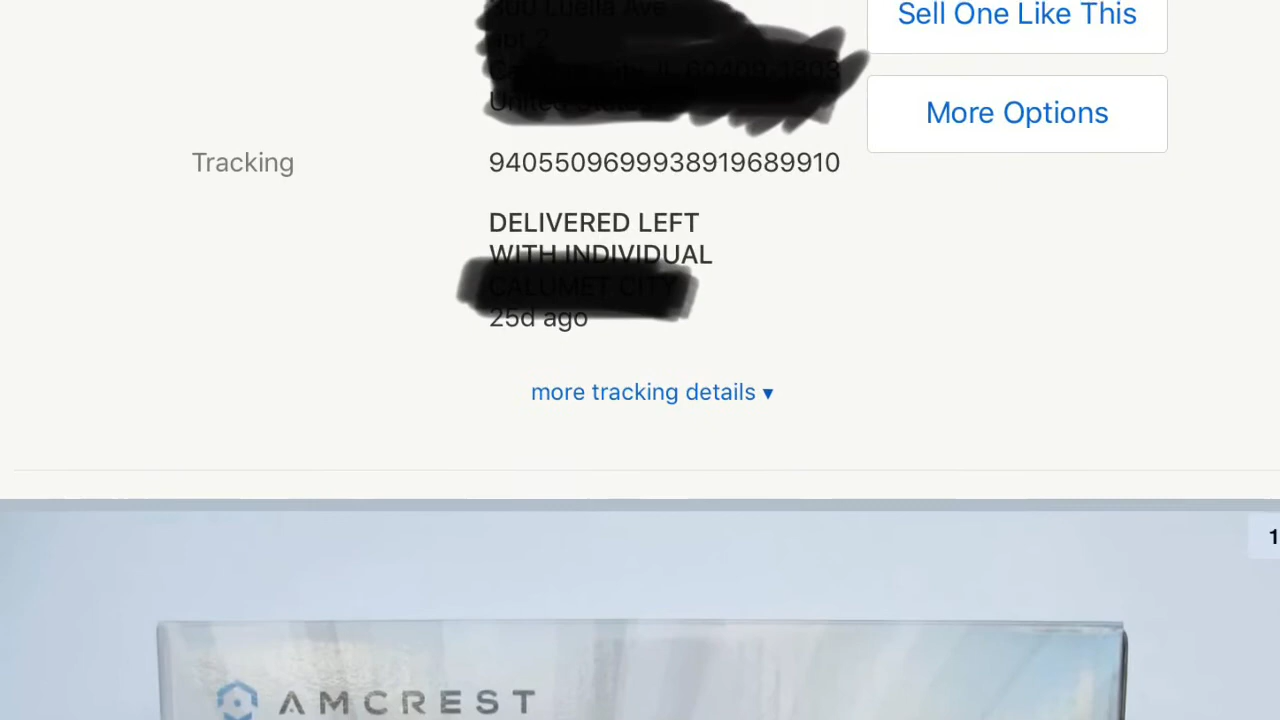 Sell One Like This
More Options
Tracking
9405509699938919689910
DELIVERED LEFT
WITH INDIVIDUAL
25d ago
more tracking details ▾
1
AMCREST